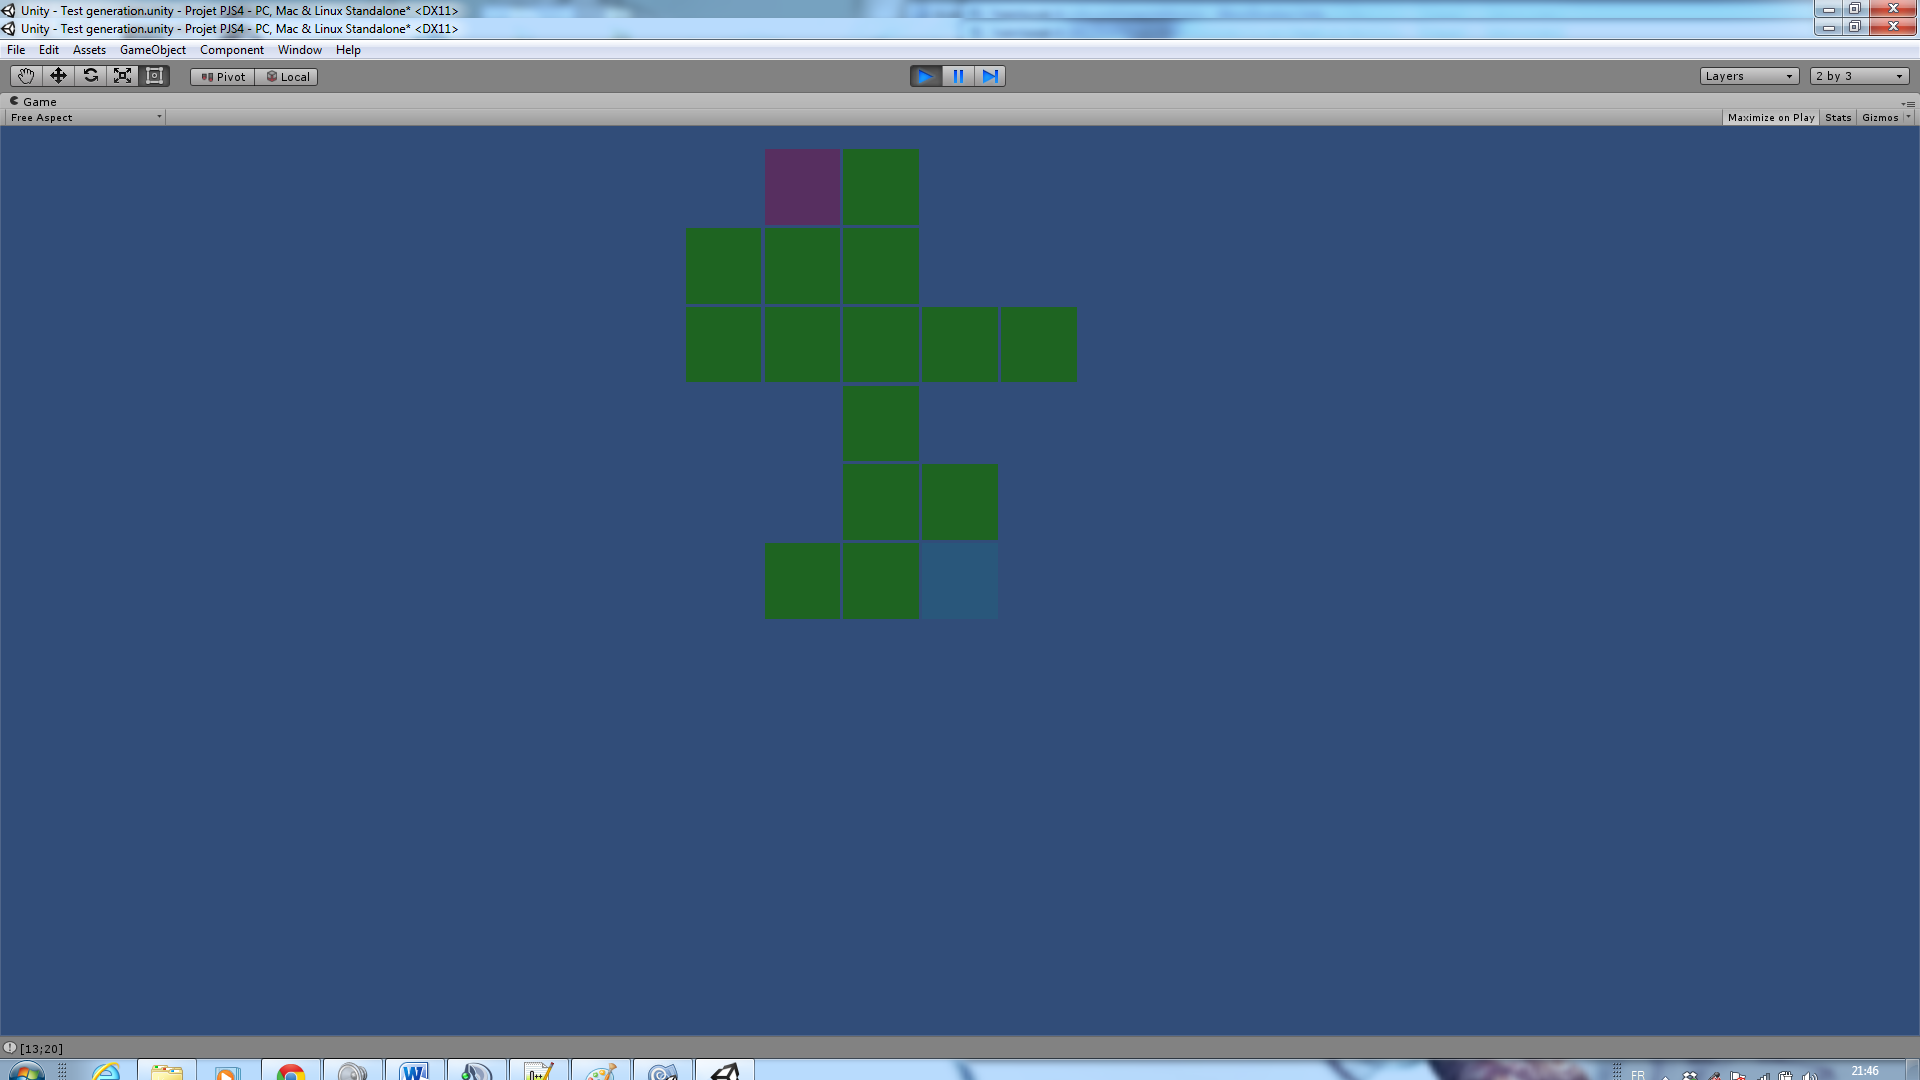 Unity - Test generation.unity - Projet PJS4 - PC, Mac & Linux Standalone* <DX11>
Unity - Test generation.unity - Projet PJS4 - PC, Mac & Linux Standalone* <DX11>
File Edit Assets GameObject Component Window Help
Pivot Local Layers 2 by 3
Game
Free Aspect Maximize on Play Stats Gizmos
[13;20]
FR 21:46